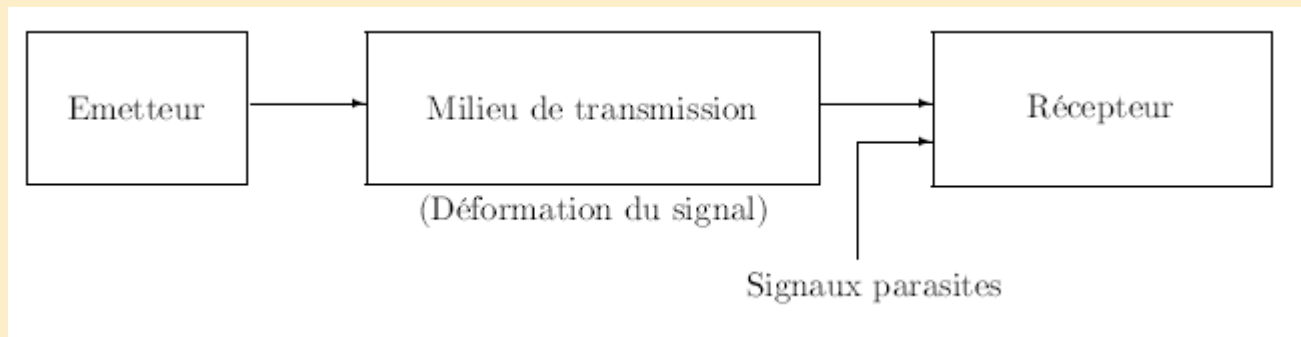 Emetteur
Milieu de transmission
Récepteur
(Déformation du signal)
Signaux parasites